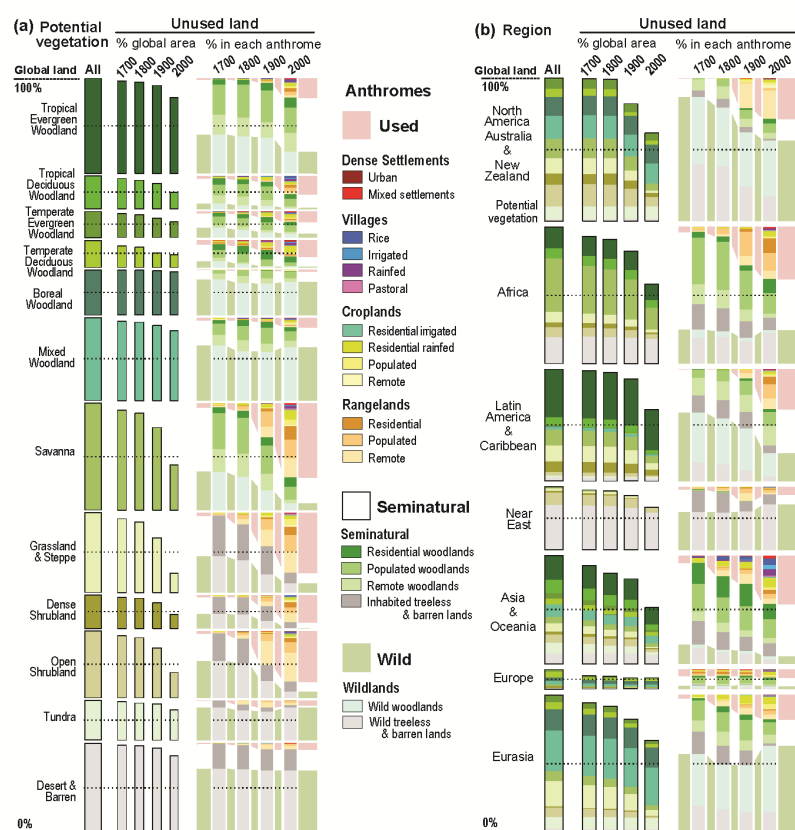 (a) Potential vegetation
Unused land
% global area
% in each anthrome
Global land
All
1700
1800
1900
2000
1700
1800
1900
2000
100%
Tropical
Evergreen
Woodland
Tropical
Deciduous
Woodland
Temperate
Evergreen
Woodland
Temperate
Deciduous
Woodland
Boreal
Woodland
Mixed
Woodland
Savanna
Grassland
& Steppe
Dense
Shrubland
Open
Shrubland
Tundra
Desert &
Barren
0%
Anthromes
Used
Dense Settlements
Urban
Mixed settlements
Villages
Rice
Irrigated
Rainfed
Pastoral
Croplands
Residential irrigated
Residential rainfed
Populated
Remote
Rangelands
Residential
Populated
Remote
Seminatural
Seminatural
Residential woodlands
Populated woodlands
Remote woodlands
Inhabited treeless
& barren lands
Wild
Wildlands
Wild woodlands
Wild treeless
& barren lands
(b) Region
Unused land
% global area
% in each anthrome
Global land
All
1700
1800
1900
2000
1700
1800
1900
2000
100%
North
America
Australia
&
New
Zealand
Potential
vegetation
Africa
Latin
America
&
Caribbean
Near
East
Asia
&
Oceania
Europe
Eurasia
0%